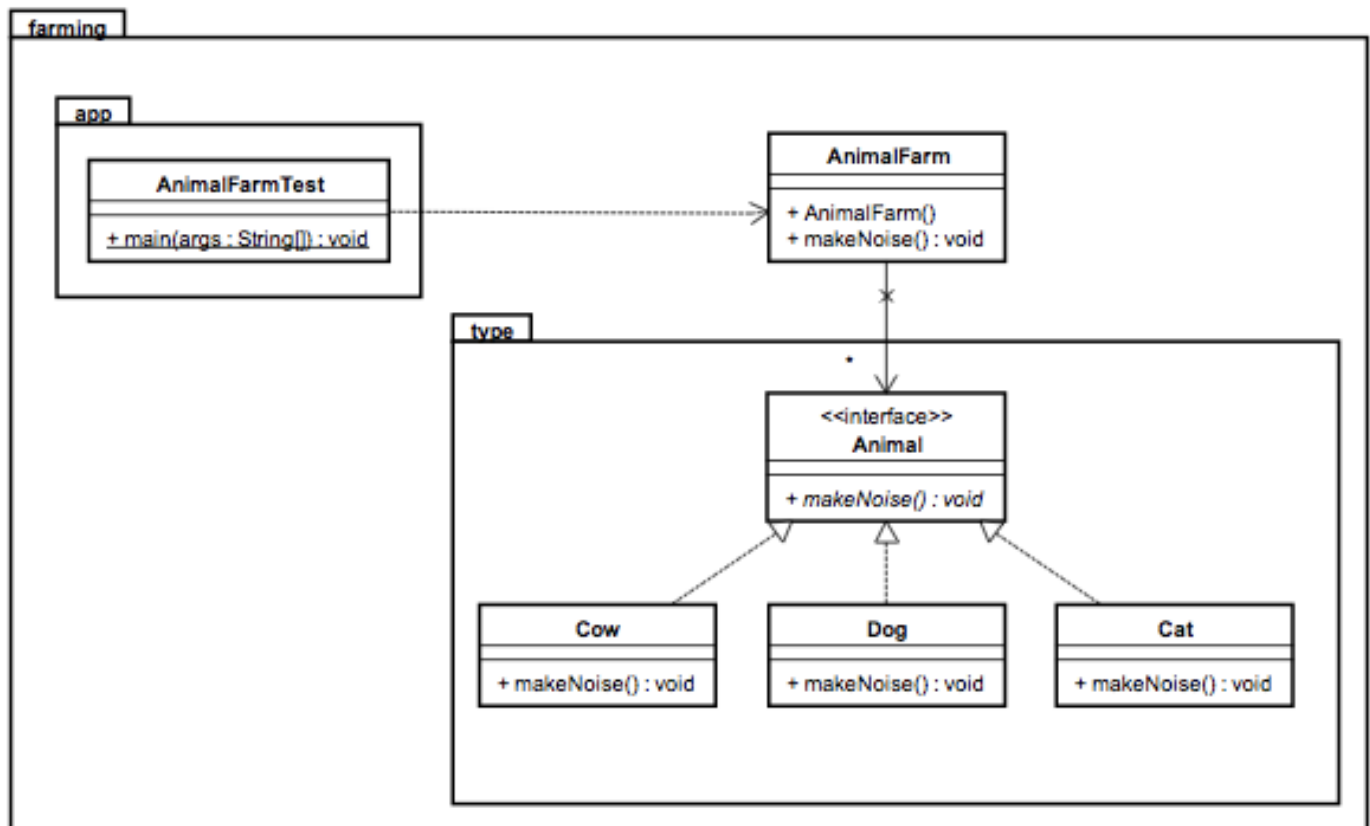 farming
app
AnimalFarmTest
+ main(args : String[]) : void
AnimalFarm
+ AnimalFarm()
+ makeNoise() : void
type
*
<<interface>>
Animal
+ makeNoise() : void
Cow
+ makeNoise() : void
Dog
+ makeNoise() : void
Cat
+ makeNoise() : void